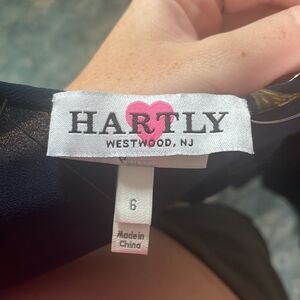 HARTLY
WESTWOOD, NJ
6
Made in
China